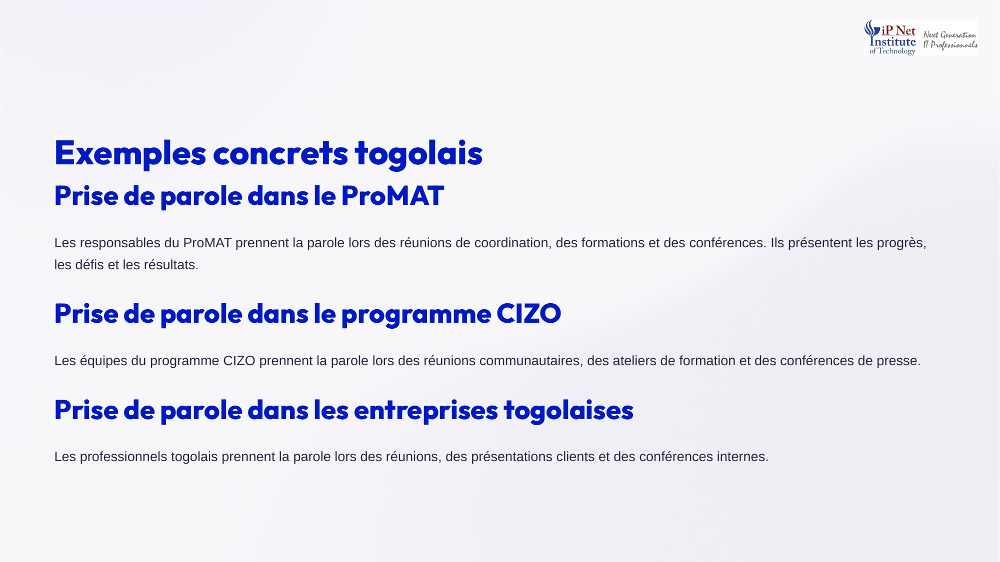 iP Net
Institute
of Technology
Next Generation
IT Professionnels
Exemples concrets togolais
Prise de parole dans le ProMAT
Les responsables du ProMAT prennent la parole lors des réunions de coordination, des formations et des conférences. Ils présentent les progrès,
les défis et les résultats.
Prise de parole dans le programme CIZO
Les équipes du programme CIZO prennent la parole lors des réunions communautaires, des ateliers de formation et des conférences de presse.
Prise de parole dans les entreprises togolaises
Les professionnels togolais prennent la parole lors des réunions, des présentations clients et des conférences internes.